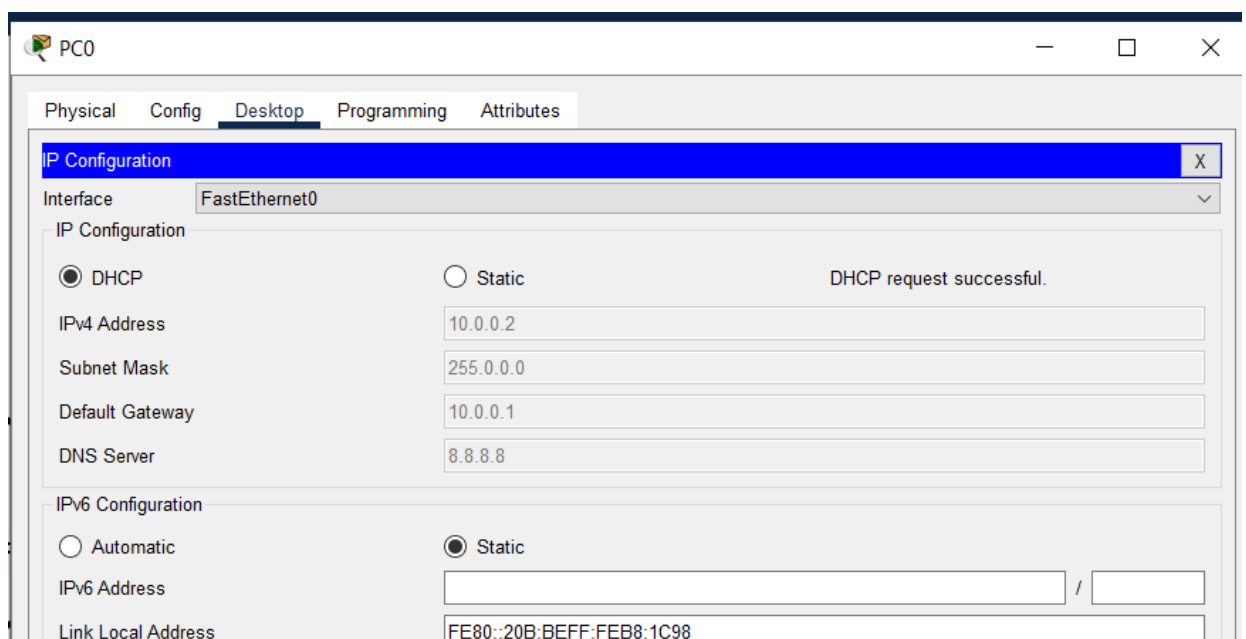 PC0
Physical Config Desktop Programming Attributes
IP Configuration X
Interface FastEthernet0
IP Configuration
DHCP Static DHCP request successful.
IPv4 Address 10.0.0.2
Subnet Mask 255.0.0.0
Default Gateway 10.0.0.1
DNS Server 8.8.8.8
IPv6 Configuration
Automatic Static
IPv6 Address /
Link Local Address FE80::20B:BEFF:FEB8:1C98